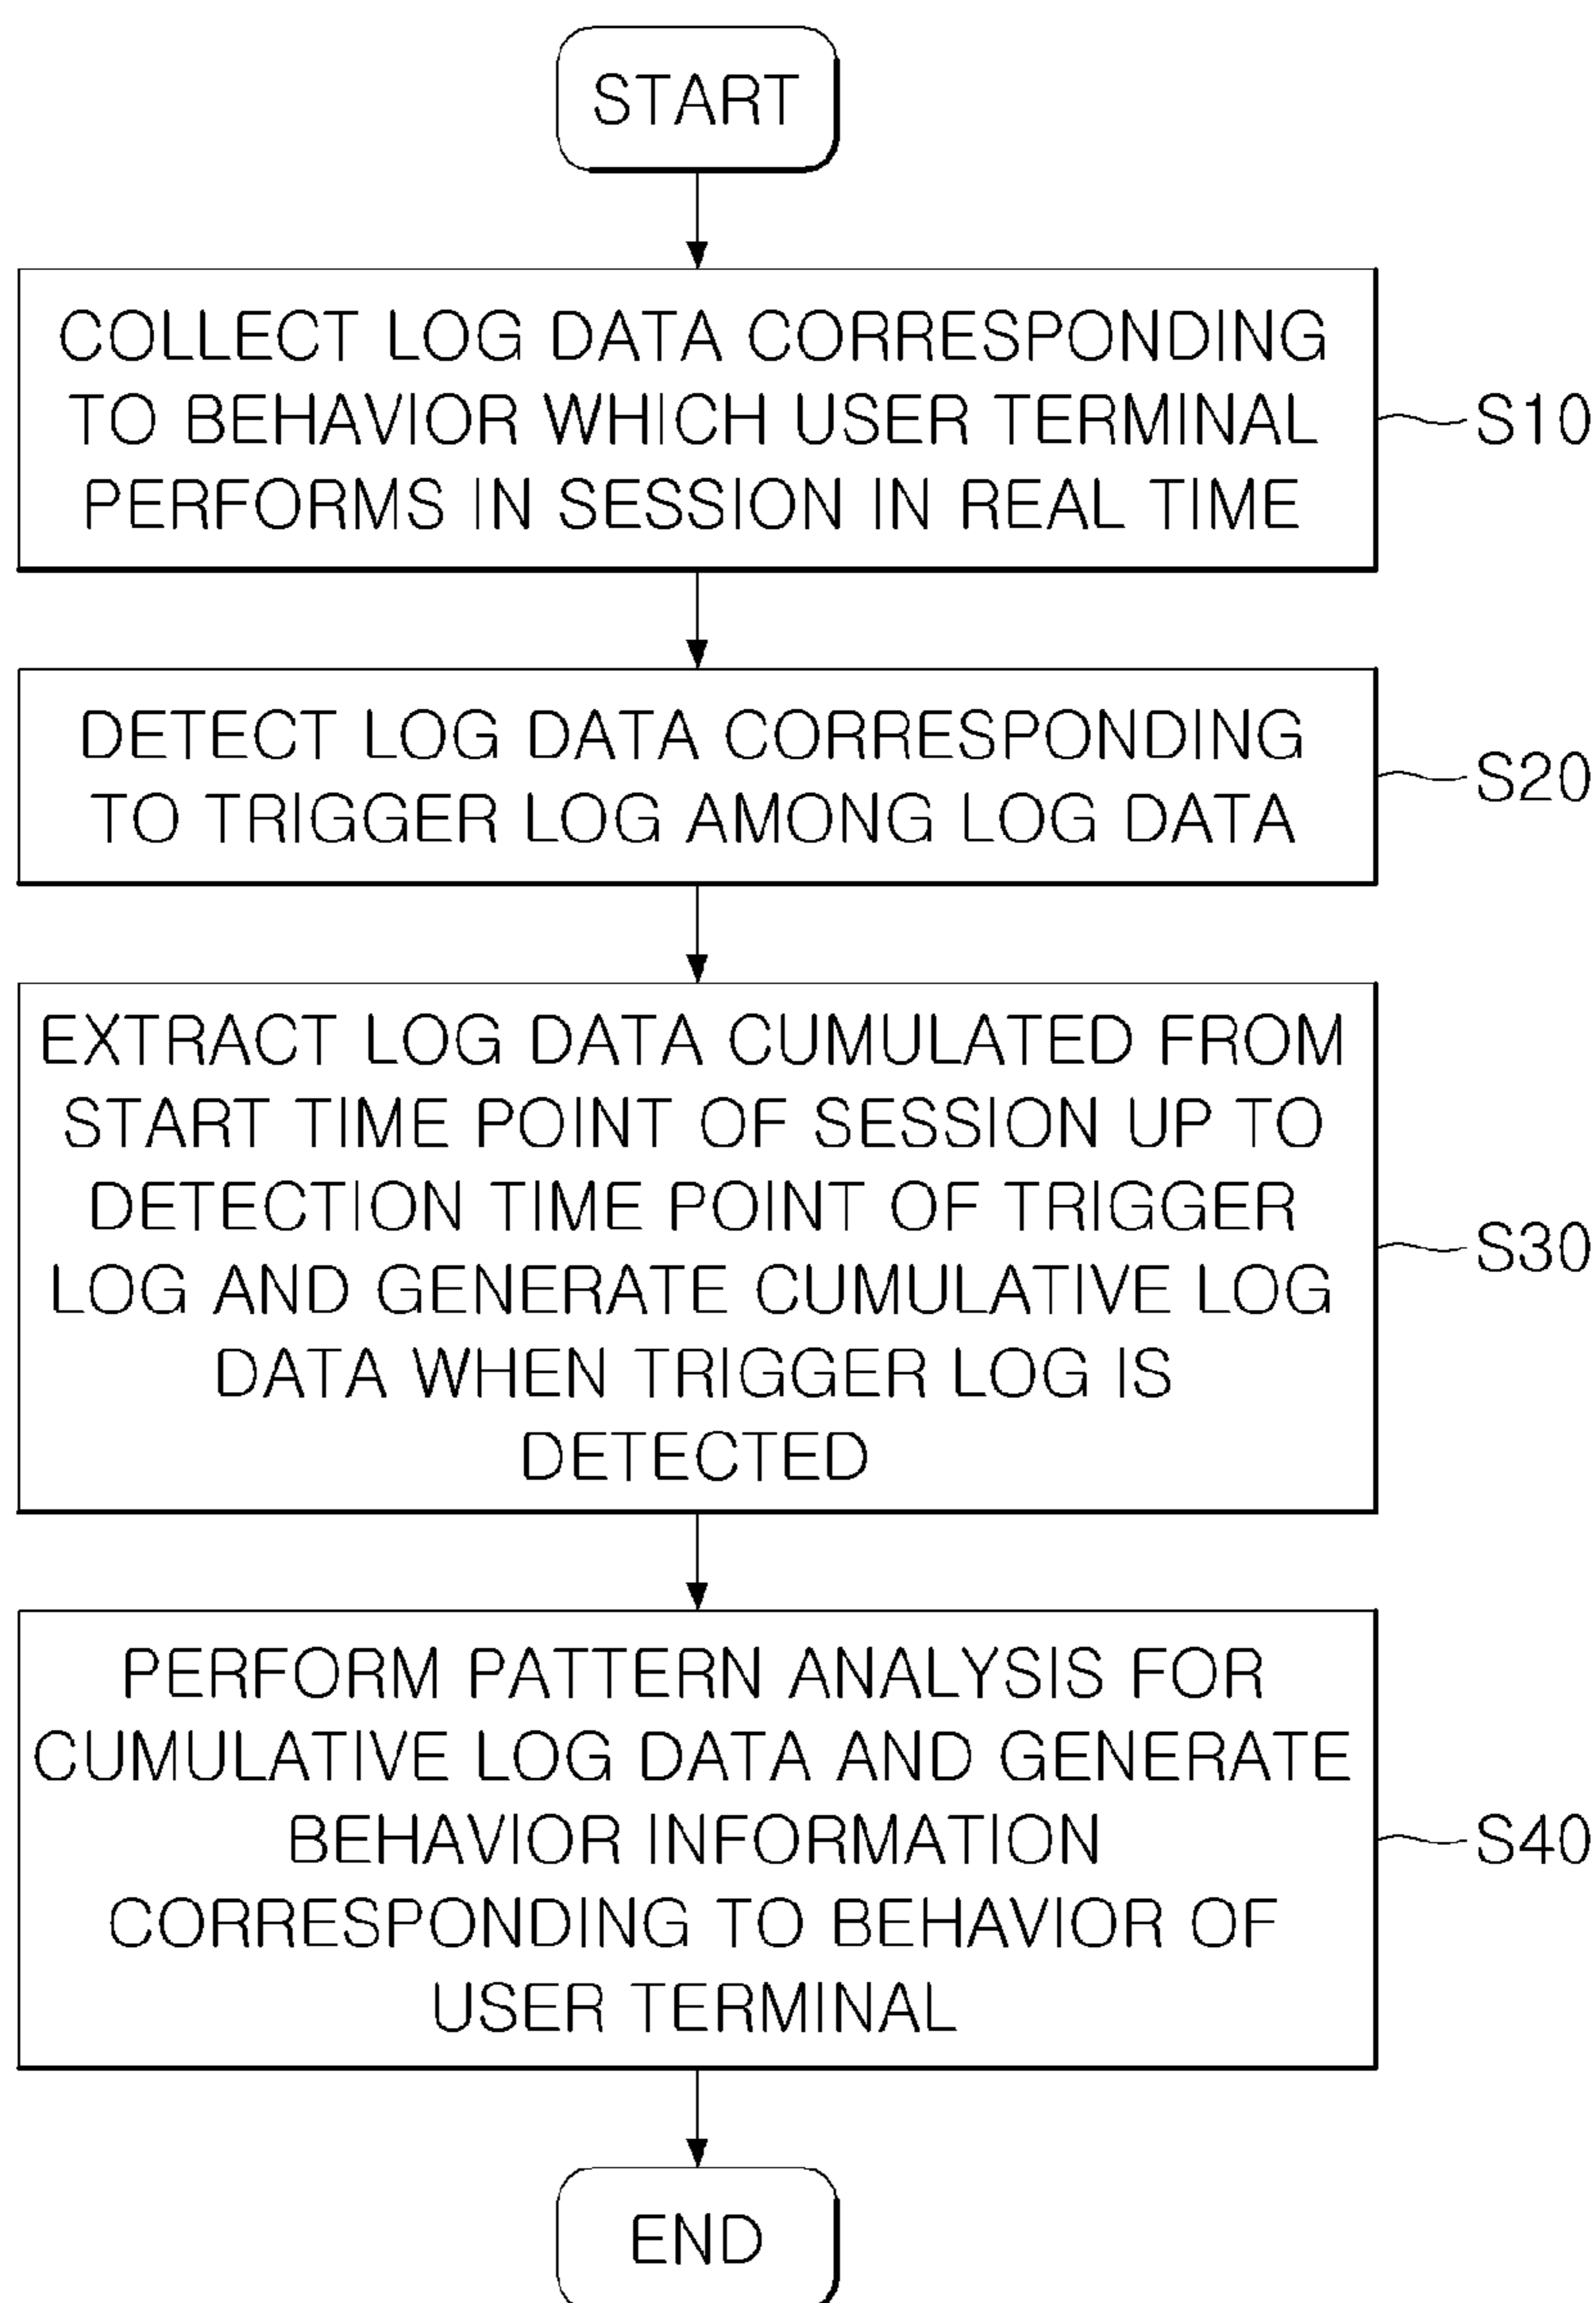 START
COLLECT LOG DATA CORRESPONDING
TO BEHAVIOR WHICH USER TERMINAL
PERFORMS IN SESSION IN REAL TIME
S10
DETECT LOG DATA CORRESPONDING
TO TRIGGER LOG AMONG LOG DATA
S20
EXTRACT LOG DATA CUMULATED FROM
START TIME POINT OF SESSION UP TO
DETECTION TIME POINT OF TRIGGER
LOG AND GENERATE CUMULATIVE LOG
DATA WHEN TRIGGER LOG IS
DETECTED
S30
PERFORM PATTERN ANALYSIS FOR
CUMULATIVE LOG DATA AND GENERATE
BEHAVIOR INFORMATION
CORRESPONDING TO BEHAVIOR OF
USER TERMINAL
S40
END